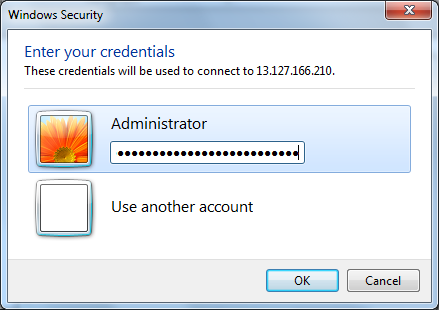 Windows Security
Enter your credentials
These credentials will be used to connect to 13.127.166.210.
Administrator
●●●●●●●●●●●●●●●●●●●●●●●●●●
Use another account
OK
Cancel